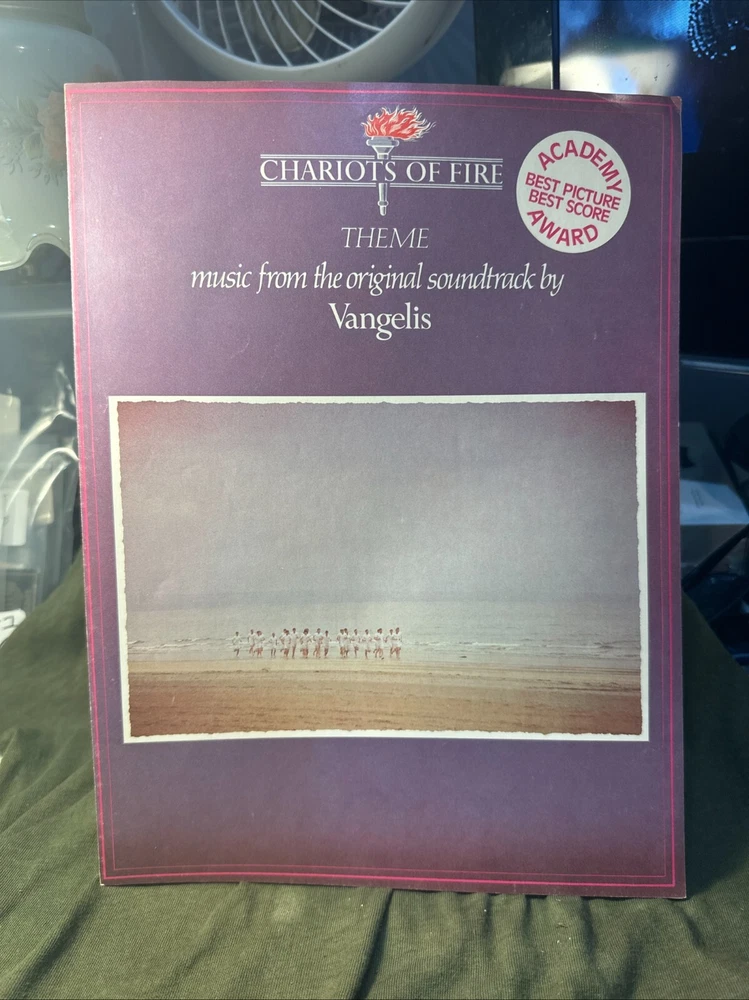 CHARIOTS OF FIRE
THEME
music from the original soundtrack by
Vangelis
ACADEMY
BEST PICTURE
BEST SCORE
AWARD